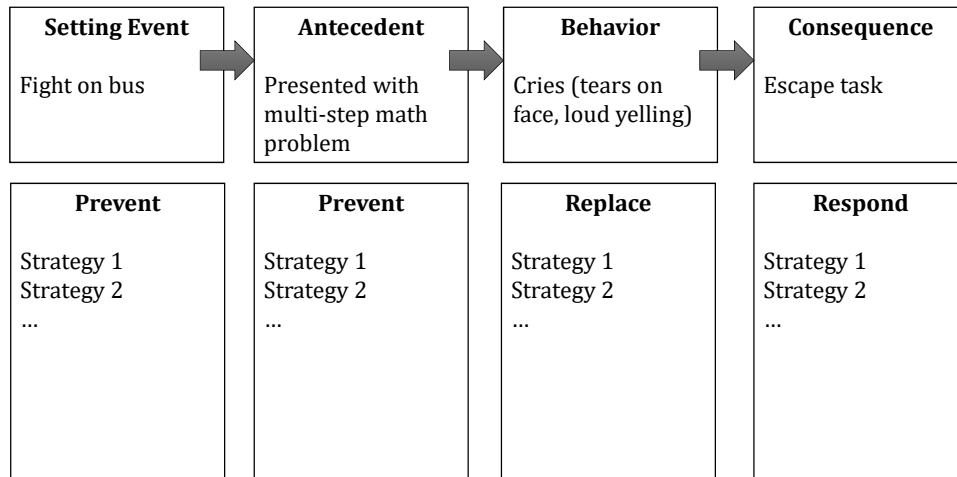 Setting Event
Fight on bus
Antecedent
Presented with
multi-step math
problem
Behavior
Cries (tears on
face, loud yelling)
Consequence
Escape task
Prevent
Strategy 1
Strategy 2
…
Prevent
Strategy 1
Strategy 2
…
Replace
Strategy 1
Strategy 2
…
Respond
Strategy 1
Strategy 2
…